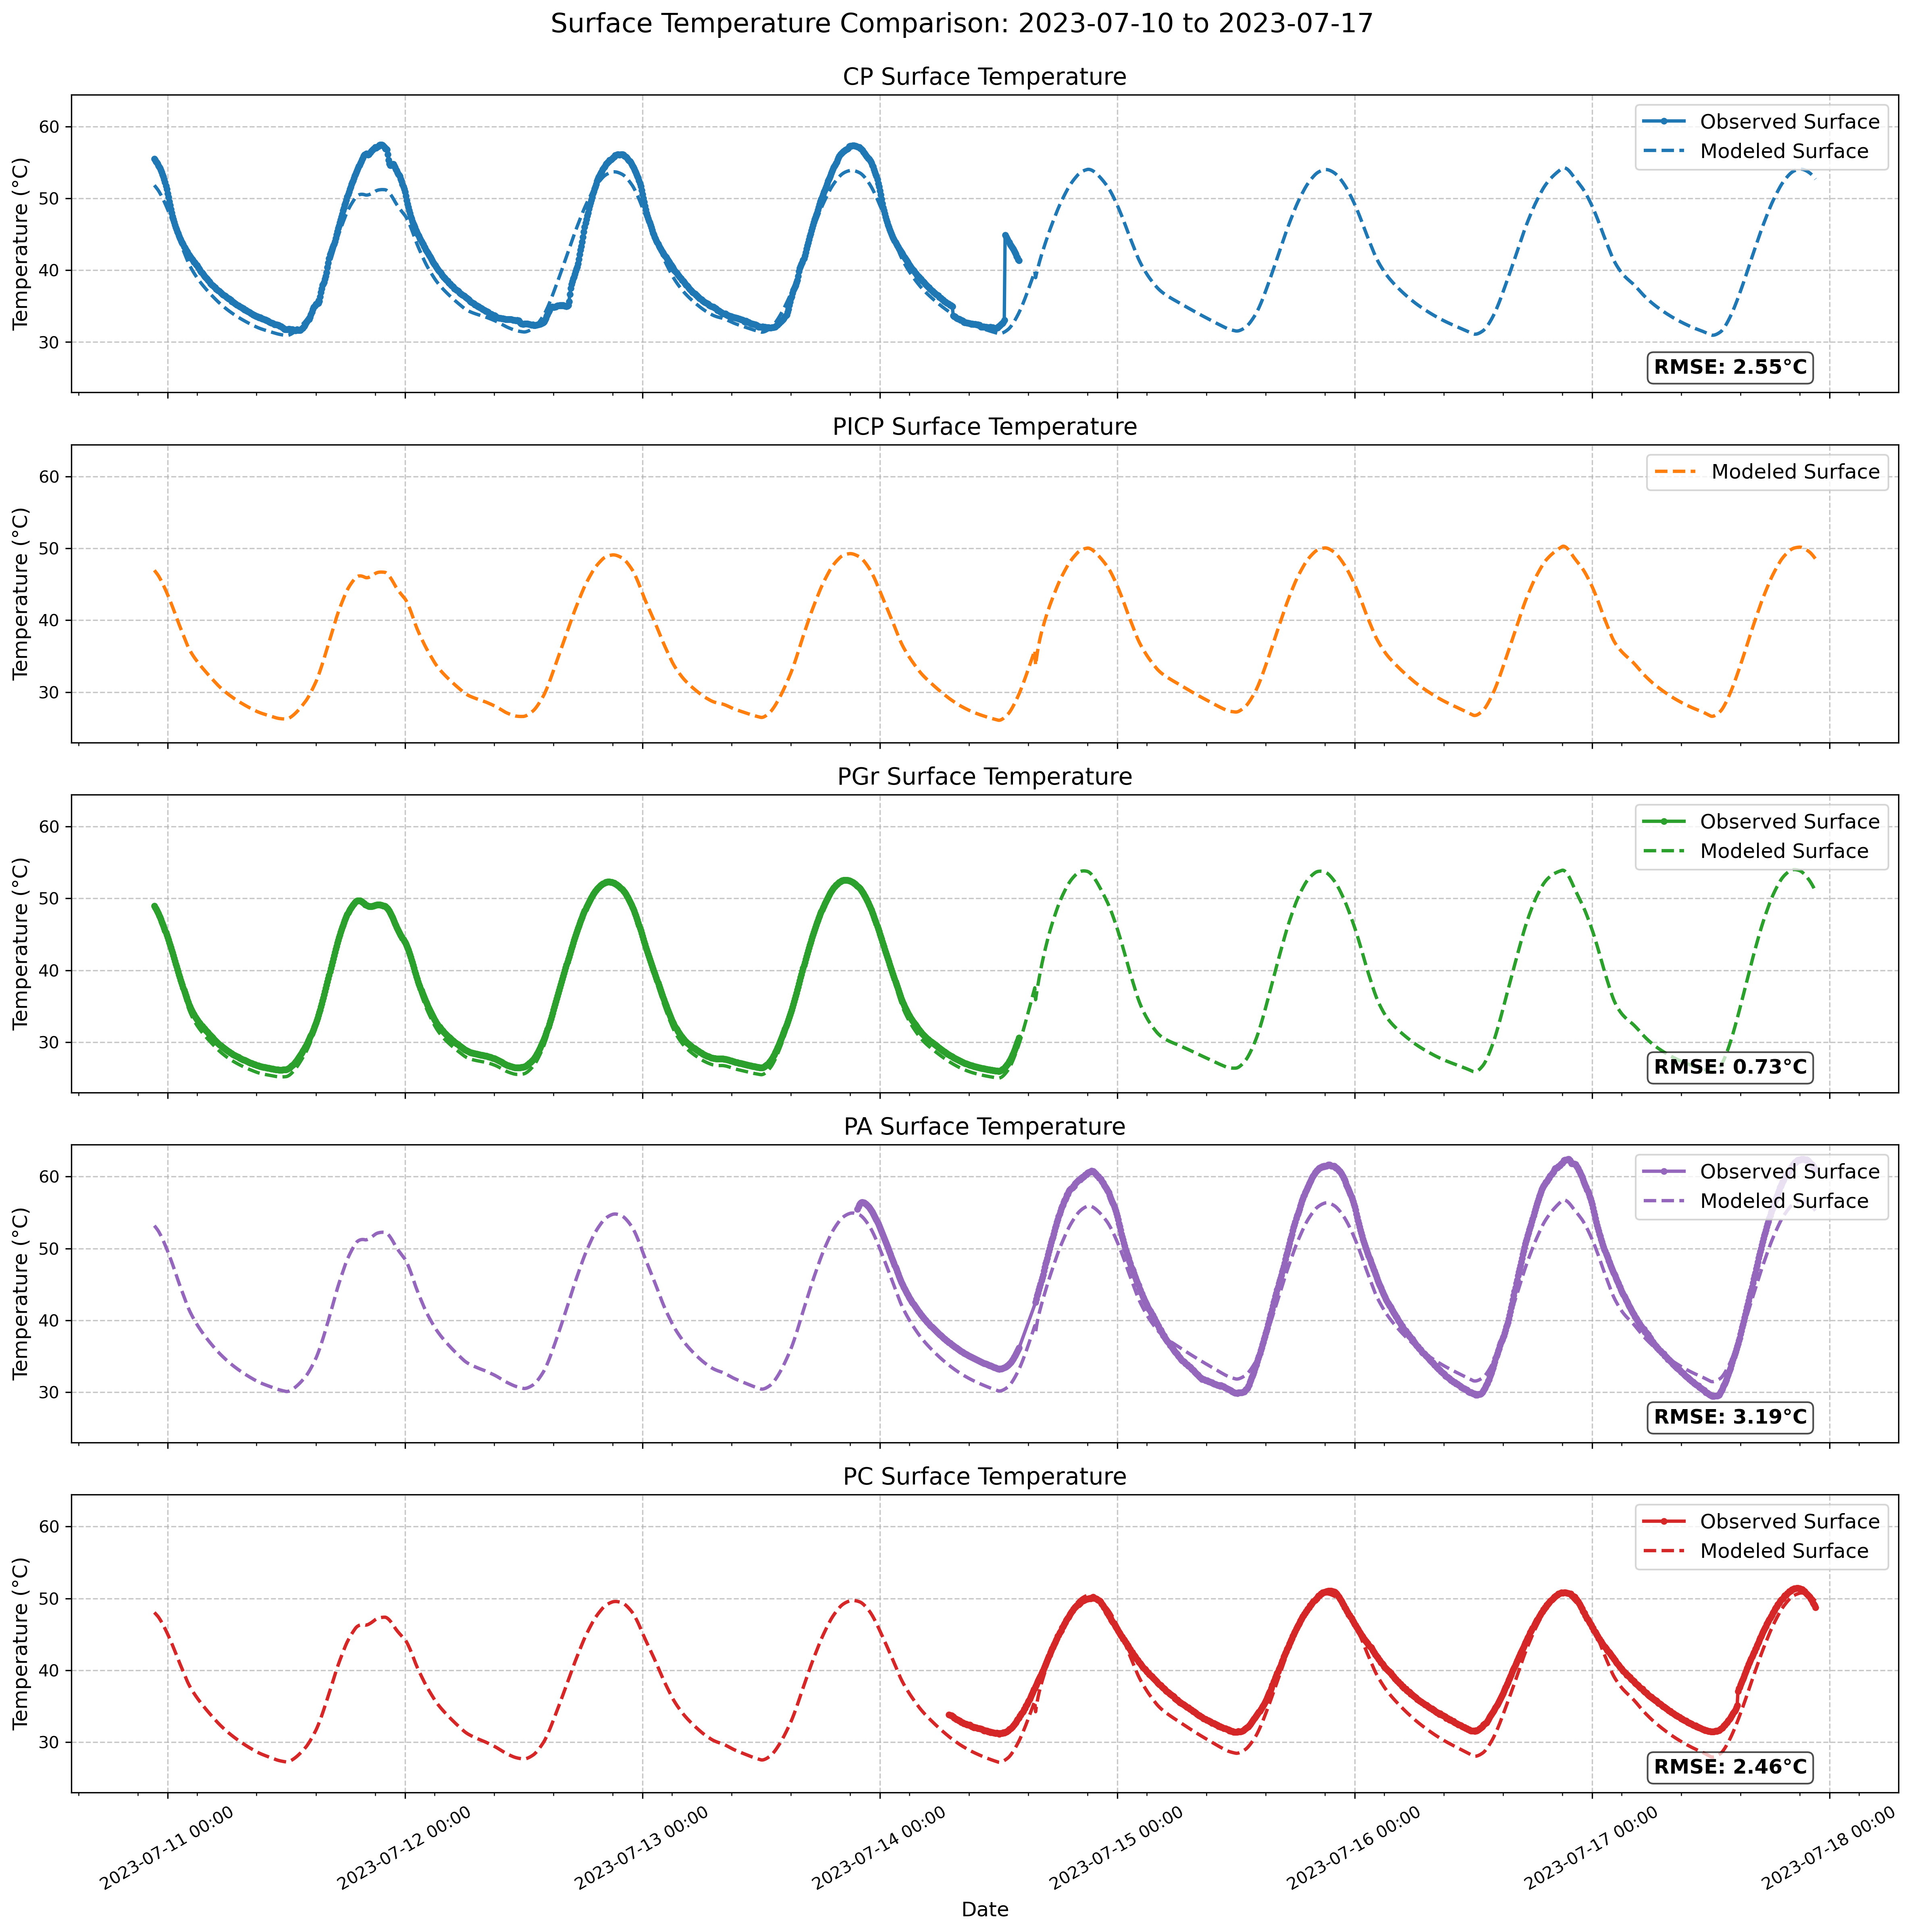 Surface Temperature Comparison: 2023-07-10 to 2023-07-17
CP Surface Temperature
Temperature (°C)
60
50
40
30
Observed Surface
Modeled Surface
RMSE: 2.55°C
PICP Surface Temperature
Temperature (°C)
60
50
40
30
Modeled Surface
PGr Surface Temperature
Temperature (°C)
60
50
40
30
Observed Surface
Modeled Surface
RMSE: 0.73°C
PA Surface Temperature
Temperature (°C)
60
50
40
30
Observed Surface
Modeled Surface
RMSE: 3.19°C
PC Surface Temperature
Temperature (°C)
60
50
40
30
Observed Surface
Modeled Surface
RMSE: 2.46°C
2023-07-11 00:00
2023-07-12 00:00
2023-07-13 00:00
2023-07-14 00:00
2023-07-15 00:00
2023-07-16 00:00
2023-07-17 00:00
2023-07-18 00:00
Date